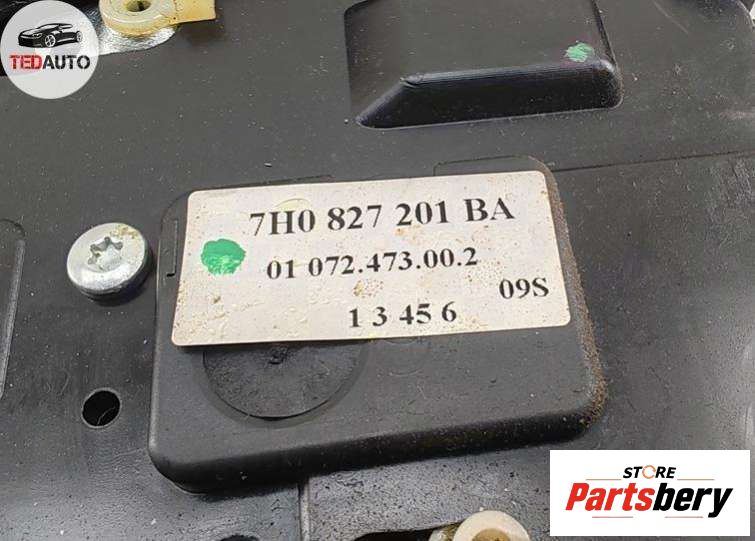 TEDAUTO
7H0 827 201 BA
01 072.473.00.2
09S
1 3 45 6
STORE
Partsbery